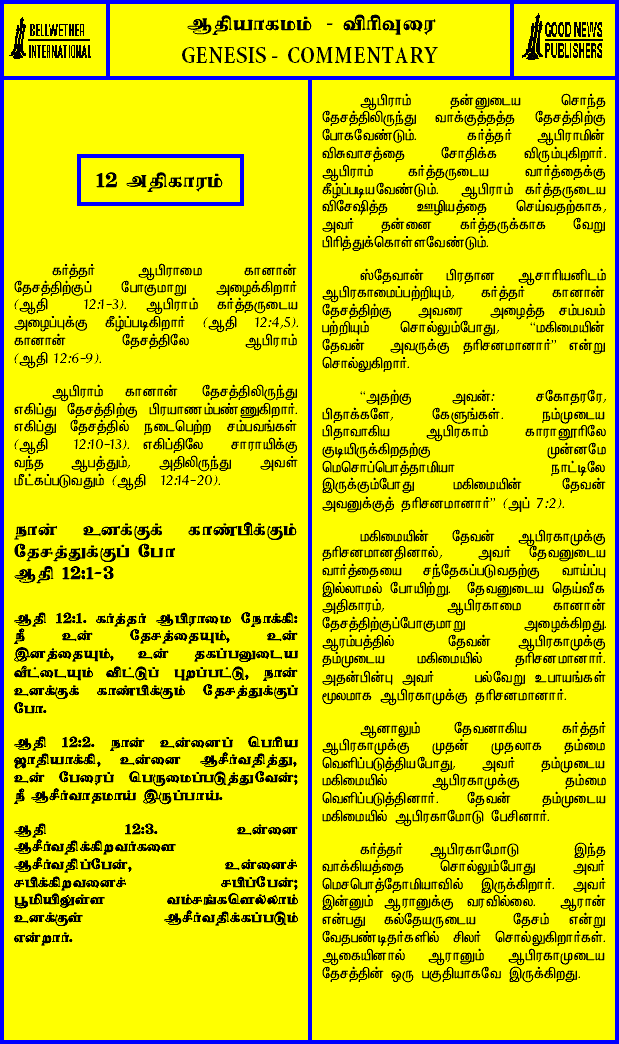 BELLWETHER
INTERNATIONAL
ஆதியாகமம் - விரிவுரை
GENESIS - COMMENTARY
GOOD NEWS
PUBLISHERS
12 அதிகாரம்
கர்த்தர் ஆபிராமை கானான்
தேசத்திற்குப் போகுமாறு அழைக்கிறார்
(ஆதி 12:1-3). ஆபிராம் கர்த்தருடைய
அழைப்புக்கு கீழ்ப்படிகிறார் (ஆதி 12:4,5).
கானான் தேசத்திலே ஆபிராம்
(ஆதி 12:6-9).
ஆபிராம் கானான் தேசத்திலிருந்து
எகிப்து தேசத்திற்கு பிரயாணம்பண்ணுகிறார்.
எகிப்து தேசத்தில் நடைபெற்ற சம்பவங்கள்
(ஆதி 12:10-13). எகிப்திலே சாராயிக்கு
வந்த ஆபத்தும், அதிலிருந்து அவள்
மீட்கப்படுவதும் (ஆதி 12:14-20).
நான் உனக்குக் காண்பிக்கும்
தேசத்துக்குப் போ
ஆதி 12:1-3
ஆதி 12:1. கர்த்தர் ஆபிராமை நோக்கி:
நீ உன் தேசத்தையும், உன்
இனத்தையும், உன் தகப்பனுடைய
வீட்டையும் விட்டுப் புறப்பட்டு, நான்
உனக்குக் காண்பிக்கும் தேசத்துக்குப்
போ.
ஆதி 12:2. நான் உன்னைப் பெரிய
ஜாதியாக்கி, உன்னை ஆசீர்வதித்து,
உன் பேரைப் பெருமைப்படுத்துவேன்;
நீ ஆசீர்வாதமாய் இருப்பாய்.
ஆதி 12:3. உன்னை
ஆசீர்வதிக்கிறவர்களை
ஆசீர்வதிப்பேன், உன்னைச்
சபிக்கிறவனைச் சபிப்பேன்;
பூமியிலுள்ள வம்சங்களெல்லாம்
உனக்குள் ஆசீர்வதிக்கப்படும்
என்றார்.
ஆபிராம் தன்னுடைய சொந்த
தேசத்திலிருந்து வாக்குத்தத்த தேசத்திற்கு
போகவேண்டும். கர்த்தர் ஆபிராமின்
விசுவாசத்தை சோதிக்க விரும்புகிறார்.
ஆபிராம் கர்த்தருடைய வார்த்தைக்கு
கீழ்ப்படியவேண்டும். ஆபிராம் கர்த்தருடைய
விசேஷித்த ஊழியத்தை செய்வதற்காக,
அவர் தன்னை கர்த்தருக்காக வேறு
பிரித்துக்கொள்ளவேண்டும்.
ஸ்தேவான் பிரதான ஆசாரியனிடம்
ஆபிரகாமைப்பற்றியும், கர்த்தர் கானான்
தேசத்திற்கு அவரை அழைத்த சம்பவம்
பற்றியும் சொல்லும்போது, “மகிமையின்
தேவன் அவருக்கு தரிசனமானார்” என்று
சொல்லுகிறார்.
“அதற்கு அவன்: சகோதரரே,
பிதாக்களே, கேளுங்கள். நம்முடைய
பிதாவாகிய ஆபிரகாம் காரானூரிலே
குடியிருக்கிறதற்கு முன்னமே
மெசொப்பொத்தாமியா நாட்டிலே
இருக்கும்போது மகிமையின் தேவன்
அவனுக்குத் தரிசனமானார்” (அப் 7:2).
மகிமையின் தேவன் ஆபிரகாமுக்கு
தரிசனமானதினால், அவர் தேவனுடைய
வார்த்தையை சந்தேகப்படுவதற்கு வாய்ப்பு
இல்லாமல் போயிற்று. தேவனுடைய தெய்வீக
அதிகாரம், ஆபிரகாமை கானான்
தேசத்திற்குப்போகுமாறு அழைக்கிறது.
ஆரம்பத்தில் தேவன் ஆபிரகாமுக்கு
தம்முடைய மகிமையில் தரிசனமானார்.
அதன்பின்பு அவர் பல்வேறு உபாயங்கள்
மூலமாக ஆபிரகாமுக்கு தரிசனமானார்.
ஆனாலும் தேவனாகிய கர்த்தர்
ஆபிரகாமுக்கு முதன் முதலாக தம்மை
வெளிப்படுத்தியபோது, அவர் தம்முடைய
மகிமையில் ஆபிரகாமுக்கு தம்மை
வெளிப்படுத்தினார். தேவன் தம்முடைய
மகிமையில் ஆபிரகாமோடு பேசினார்.
கர்த்தர் ஆபிரகாமோடு இந்த
வாக்கியத்தை சொல்லும்போது அவர்
மெசபொத்தோமியாவில் இருக்கிறார். அவர்
இன்னும் ஆரானுக்கு வரவில்லை. ஆரான்
என்பது கல்தேயருடைய தேசம் என்று
வேதபண்டிதர்களில் சிலர் சொல்லுகிறார்கள்.
ஆகையினால் ஆரானும் ஆபிரகாமுடைய
தேசத்தின் ஒரு பகுதியாகவே இருக்கிறது.